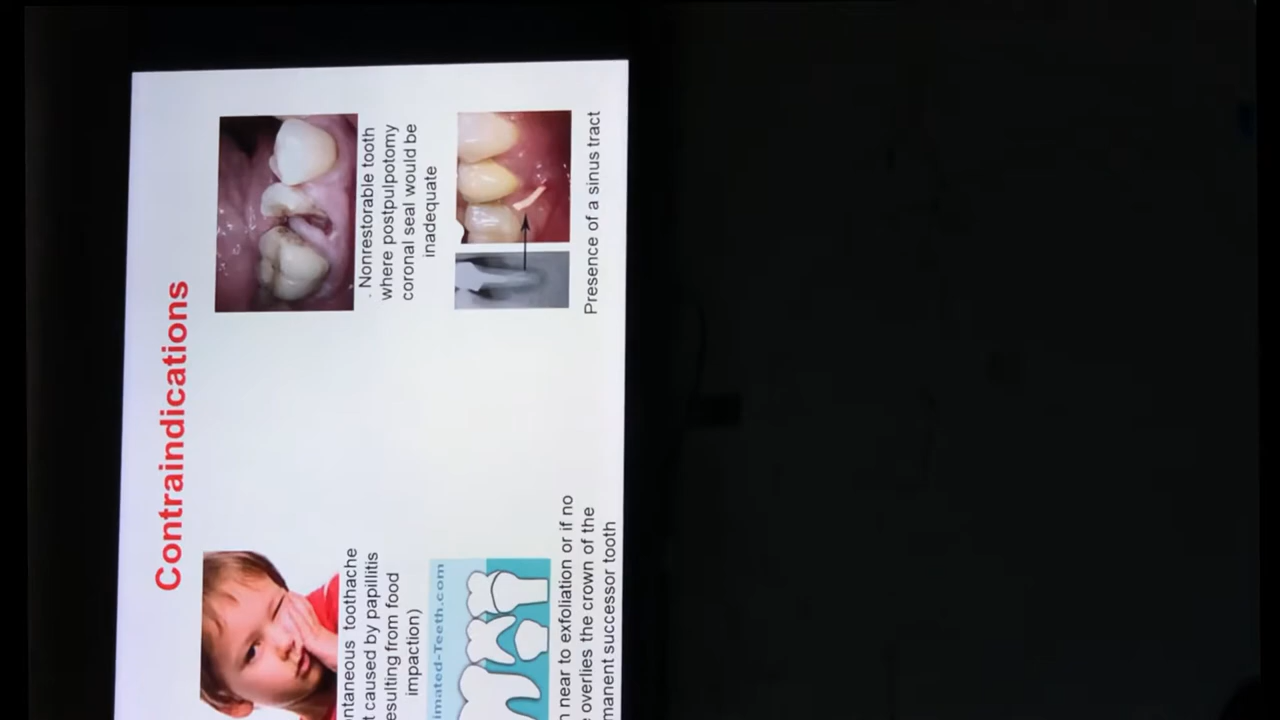 Contraindications
ntaneous toothache
t caused by papillitis
esulting from food
impaction)
imated-Teeth.com
n near to exfoliation or if no
overlies the crown of the
manent successor tooth
. Nonrestorable tooth
where postpulpotomy
coronal seal would be
inadequate
Presence of a sinus tract